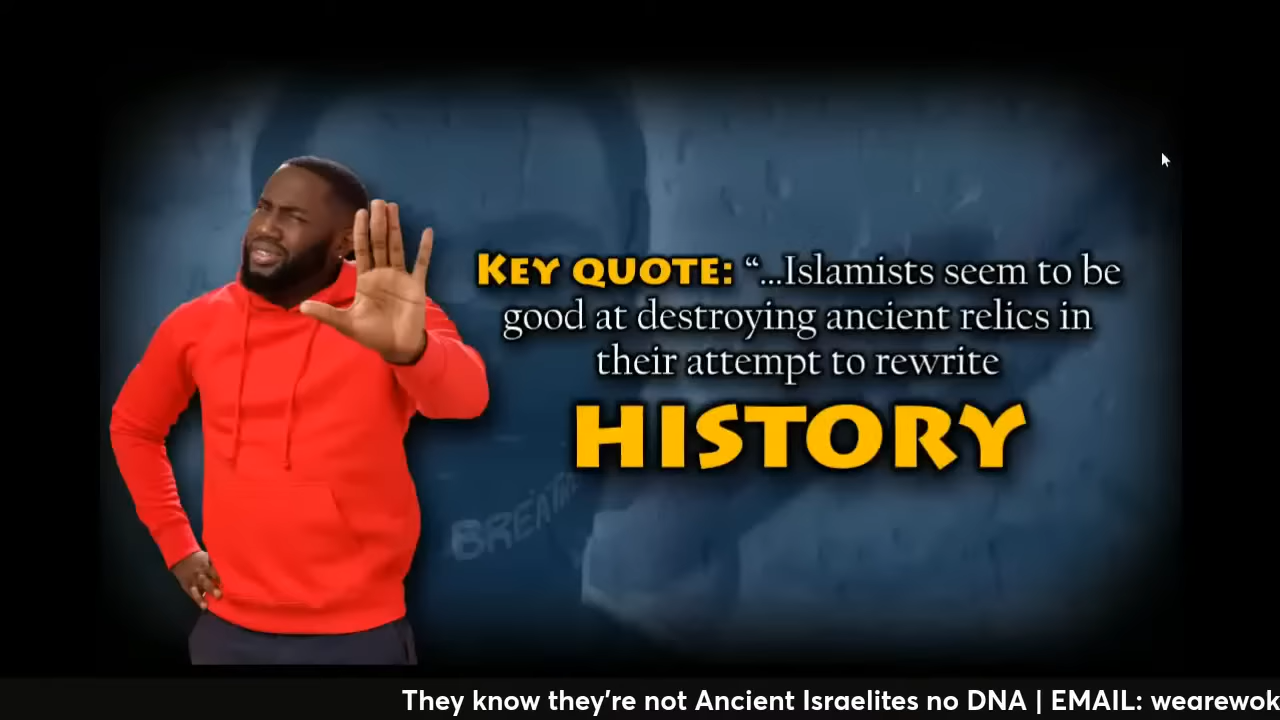 KEY QUOTE: “...Islamists seem to be
good at destroying ancient relics in
their attempt to rewrite
HISTORY
BREATHE
They know they're not Ancient Israelites no DNA | EMAIL: wearewok